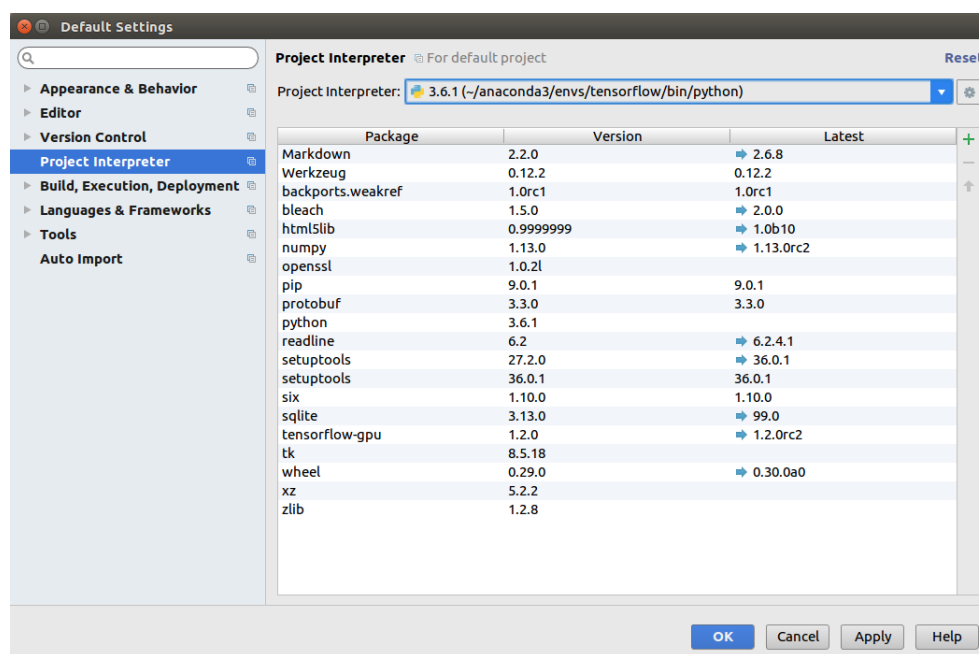 Default Settings
Project Interpreter For default project Reset
Project Interpreter: 3.6.1 (~/anaconda3/envs/tensorflow/bin/python)
Appearance & Behavior
Editor
Version Control
Project Interpreter
Build, Execution, Deployment
Languages & Frameworks
Tools
Auto Import
Package Version Latest
Markdown 2.2.0 2.6.8
Werkzeug 0.12.2 0.12.2
backports.weakref 1.0rc1 1.0rc1
bleach 1.5.0 2.0.0
html5lib 0.9999999 1.0b10
numpy 1.13.0 1.13.0rc2
openssl 1.0.2l
pip 9.0.1 9.0.1
protobuf 3.3.0 3.3.0
python 3.6.1
readline 6.2 6.2.4.1
setuptools 27.2.0 36.0.1
setuptools 36.0.1 36.0.1
six 1.10.0 1.10.0
sqlite 3.13.0 99.0
tensorflow-gpu 1.2.0 1.2.0rc2
tk 8.5.18
wheel 0.29.0 0.30.0a0
xz 5.2.2
zlib 1.2.8
OK Cancel Apply Help